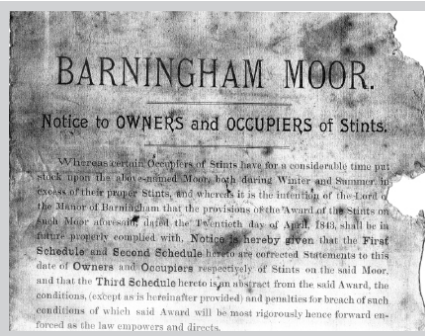 BARNINGHAM MOOR.
Notice to OWNERS and OCCUPIERS of Stints.
Whereas certain Occupiers of Stints have for a considerable time put
stock upon the above-named Moor, both during Winter and Summer in
excess of their proper Stints, and whereas it is the intention of the Lord of
the Manor of Barningham that the provisions of the Award of the Stints on
such Moor aforesaid, dated the Twentieth day of April, 1843, shall be in
future properly complied with, Notice is hereby given that the First
Schedule and Second Schedule hereto are corrected Statements to this
date of Owners and Occupiers respectively of Stints on the said Moor,
and that the Third Schedule hereto is an abstract from the said Award, the
conditions, (except as is hereinafter provided) and penalties for breach of such
conditions of which said Award will be most rigorously hence forward en-
forced as the law empowers and directs.